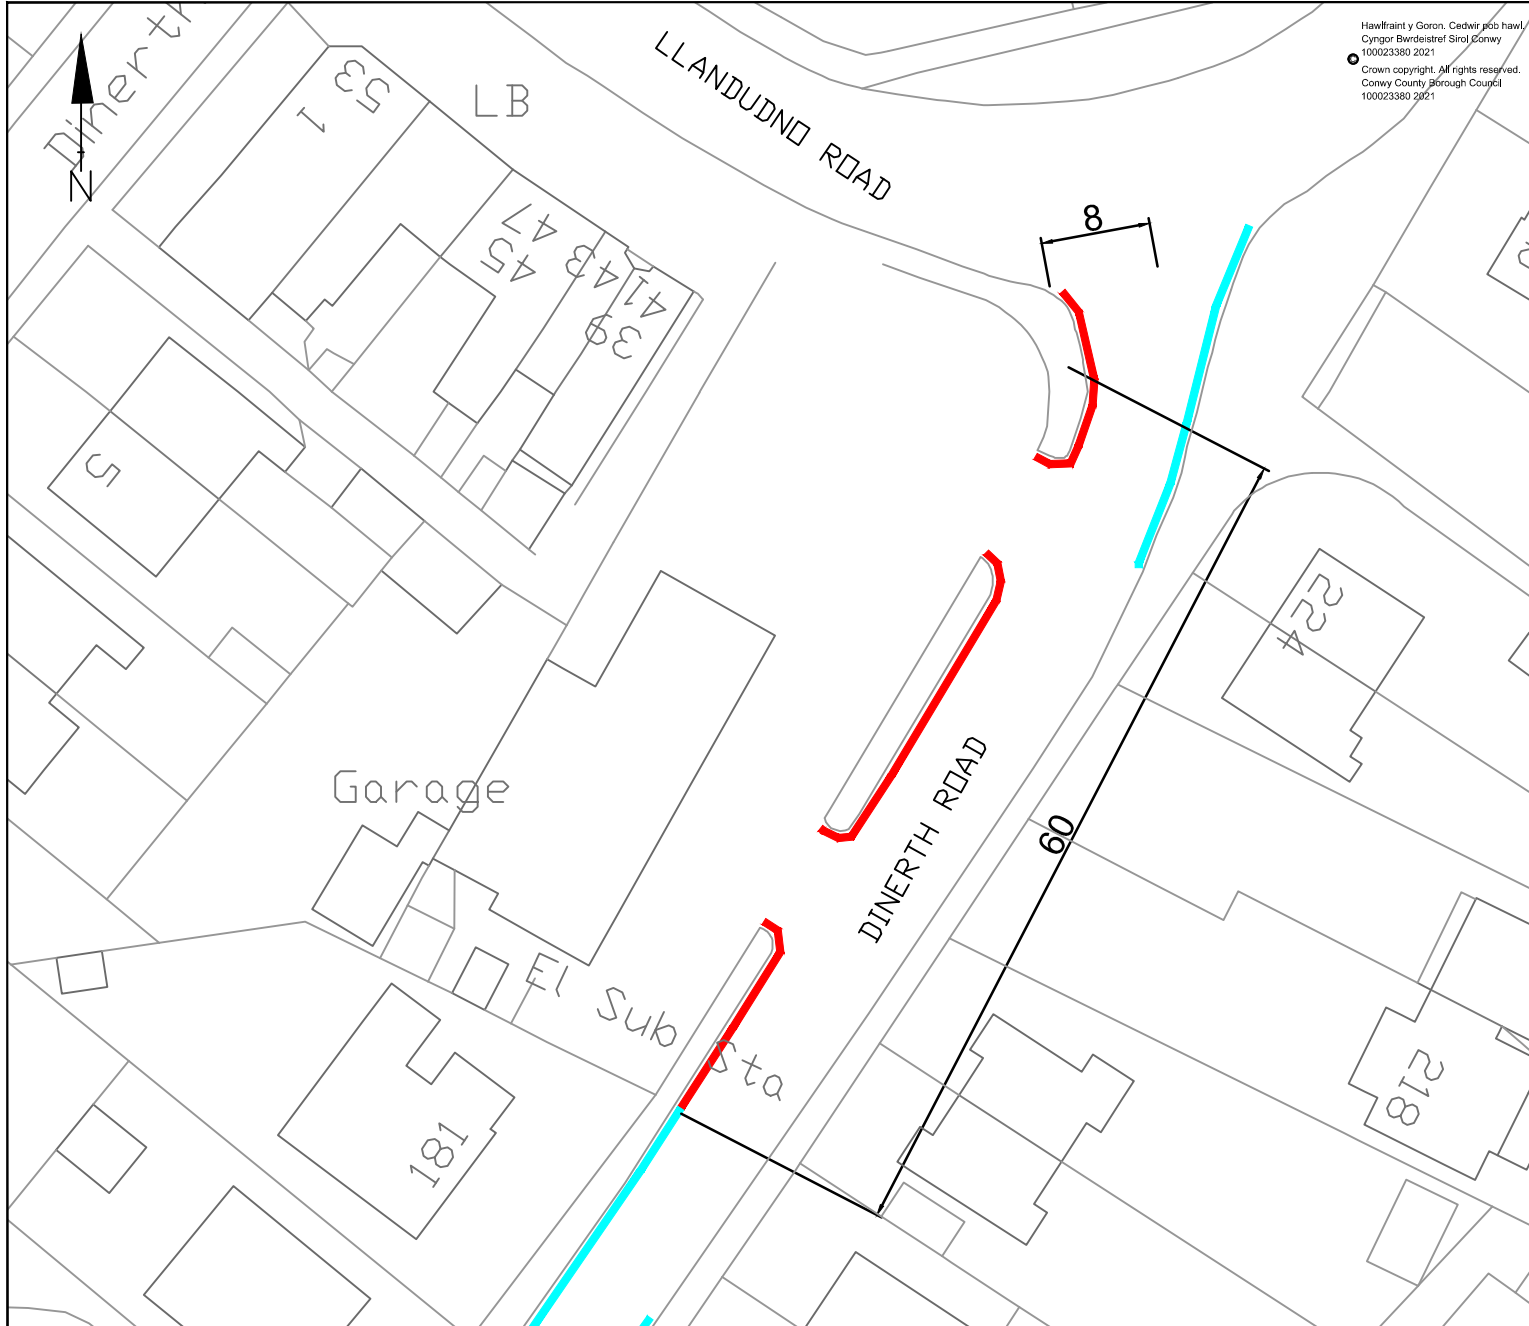 Hawlfraint y Goron. Cedwir pob hawl.
Cyngor Bwrdeistref Sirol Conwy
100023380 2021
Crown copyright. All rights reserved.
Conwy County Borough Council
100023380 2021
N
53
1
LB
LLANDUDNO ROAD
47
45
43
41
39
8
5
224
Garage
DINERTH ROAD
60
El Sub Sta
181
218